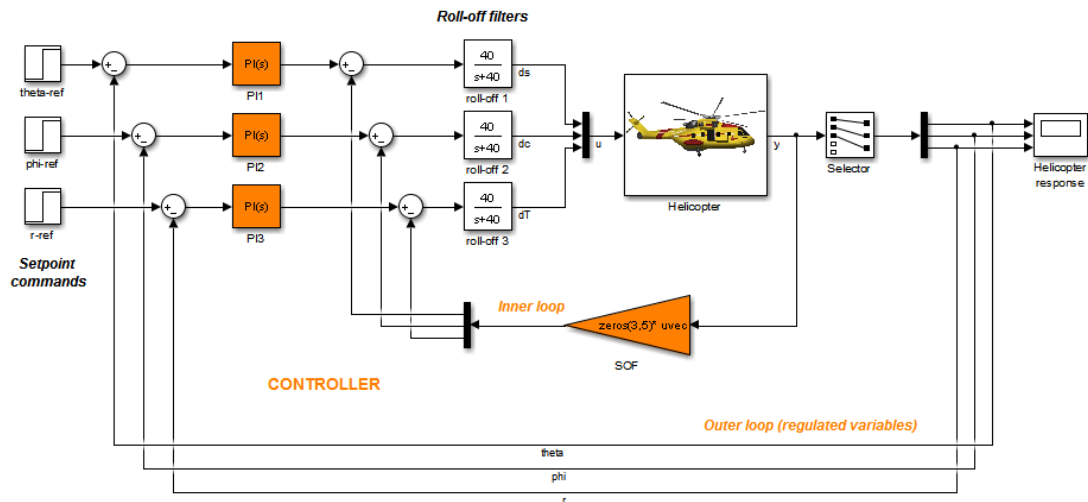 Roll-off filters
theta-ref
+
−
PI(s)
PI1
+
−
40
s+40
roll-off 1
ds
phi-ref
+
−
PI(s)
PI2
+
−
40
s+40
roll-off 2
dc
u
Helicopter
y
Selector
Helicopter
response
r-ref
+
−
PI(s)
PI3
+
−
40
s+40
roll-off 3
dT
Setpoint
commands
Inner loop
zeros(3,5)* uvec
SOF
CONTROLLER
Outer loop (regulated variables)
theta
phi
r